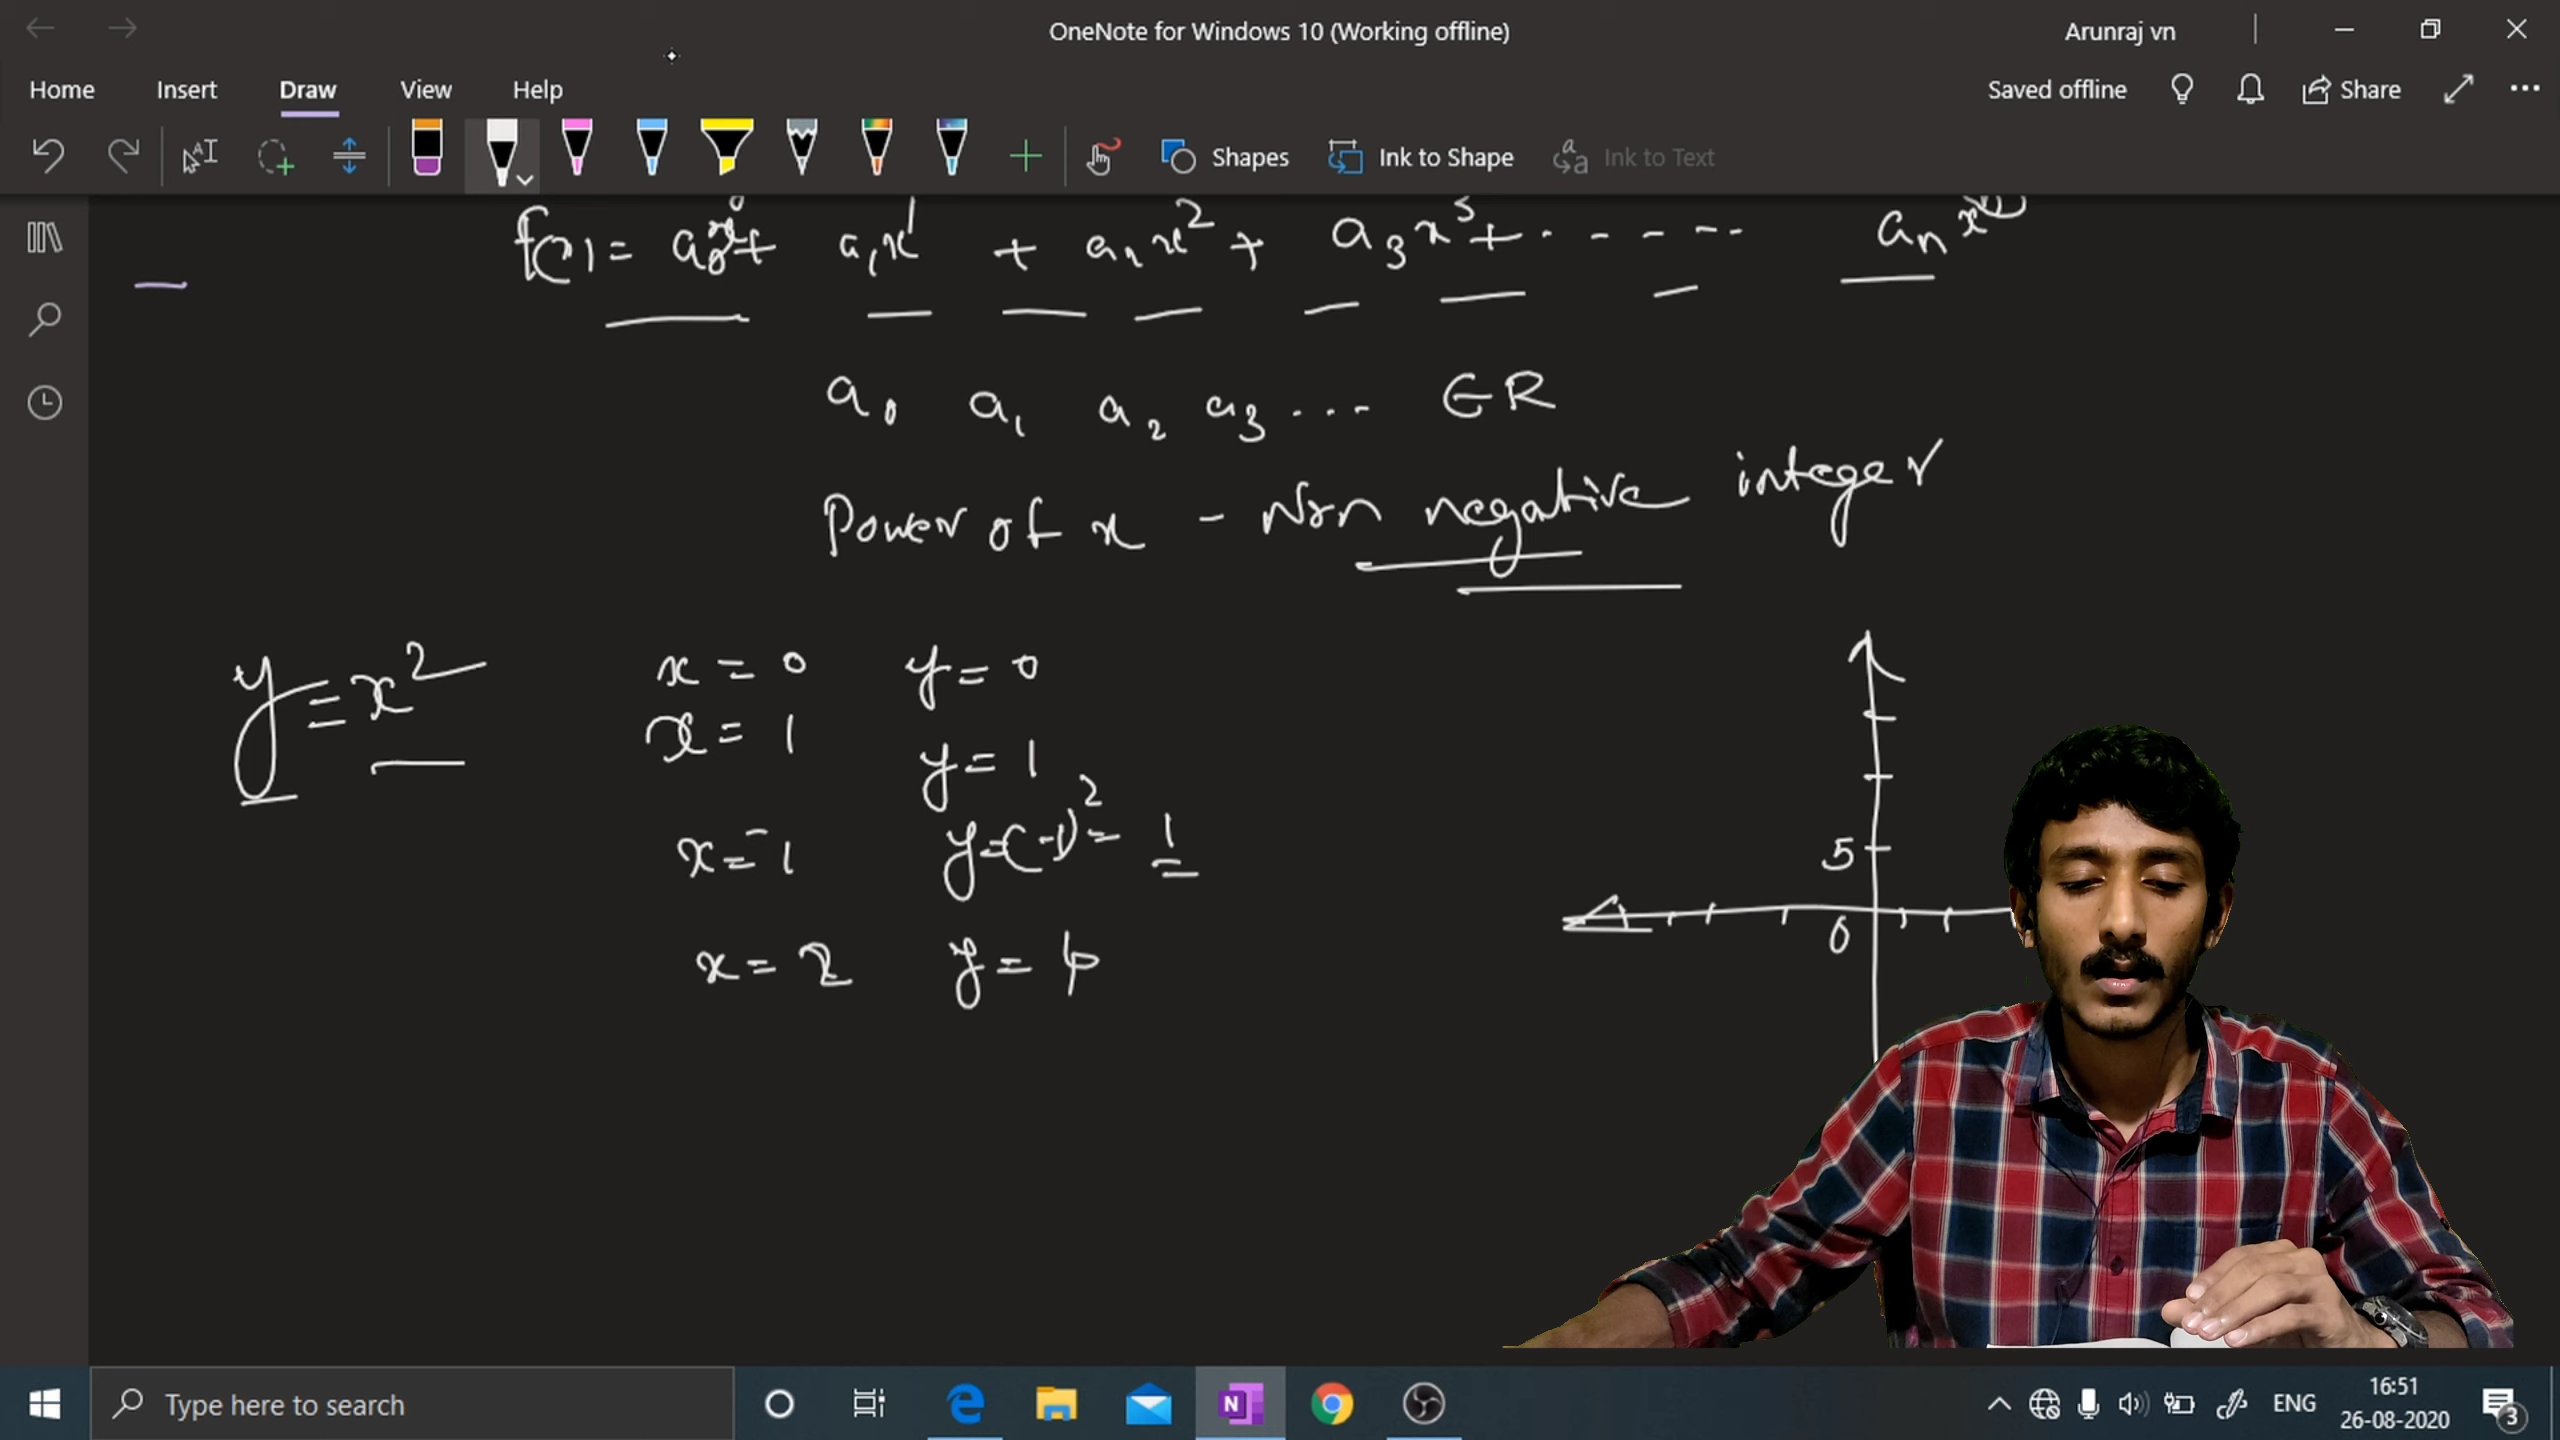 OneNote for Windows 10 (Working offline)
Arunraj vn
Home Insert Draw View Help
Saved offline Share
Shapes Ink to Shape Ink to Text
f(x) = a₀x⁰ + a₁x¹ + a₂x² + a₃x³ + · - - - - - aₙxⁿ
a₀ a₁ a₂ a₃ ... ∈ R
Power of x - Non negative integer
y = x²
x = 0 y = 0
x = 1 y = 1
x = -1 y = (-1)² = 1
x = 2 y = 4
5
0
Type here to search
ENG
16:51
26-08-2020
3